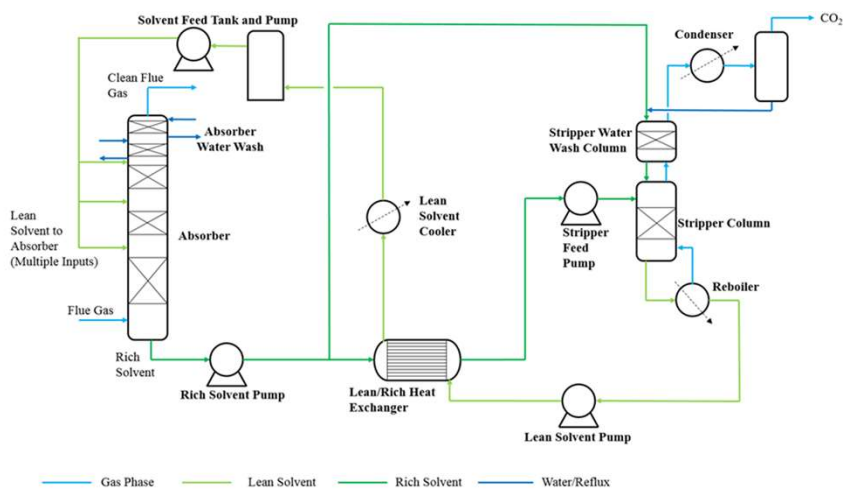 Solvent Feed Tank and Pump
Condenser
CO2
Clean Flue
Gas
Absorber
Water Wash
Stripper Water
Wash Column
Lean
Solvent to
Absorber
(Multiple Inputs)
Absorber
Lean
Solvent
Cooler
Stripper
Feed
Pump
Stripper Column
Reboiler
Flue Gas
Rich
Solvent
Rich Solvent Pump
Lean/Rich Heat
Exchanger
Lean Solvent Pump
Gas Phase
Lean Solvent
Rich Solvent
Water/Reflux